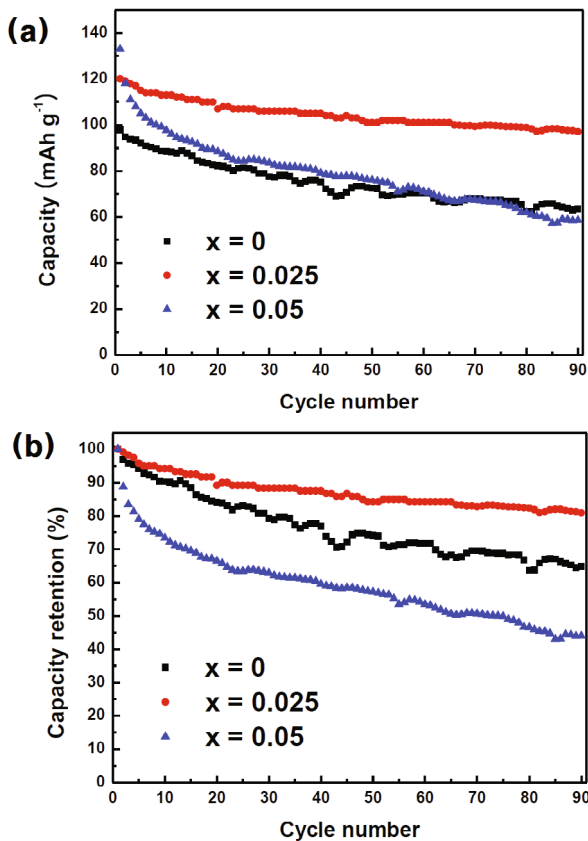 (a)
Capacity (mAh g⁻¹)
140
120
100
80
60
40
20
0
x = 0
x = 0.025
x = 0.05
0 10 20 30 40 50 60 70 80 90
Cycle number
(b)
Capacity retention (%)
100
90
80
70
60
50
40
30
20
10
0
x = 0
x = 0.025
x = 0.05
0 10 20 30 40 50 60 70 80 90
Cycle number